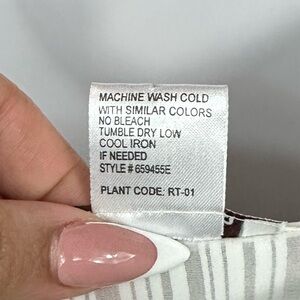 MACHINE WASH COLD
WITH SIMILAR COLORS
NO BLEACH
TUMBLE DRY LOW
COOL IRON
IF NEEDED
STYLE # 659455E
PLANT CODE: RT-01